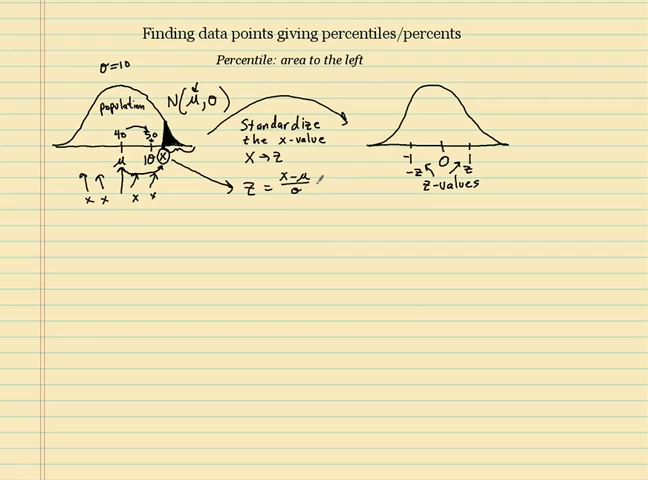 Finding data points giving percentiles/percents
Percentile: area to the left
σ=10
population
N(μ,σ)
40 50
μ 10 x
x x x x
Standardize
the x-value
x → z
z = x-μ/σ
-1 0 1
-z z
z-values